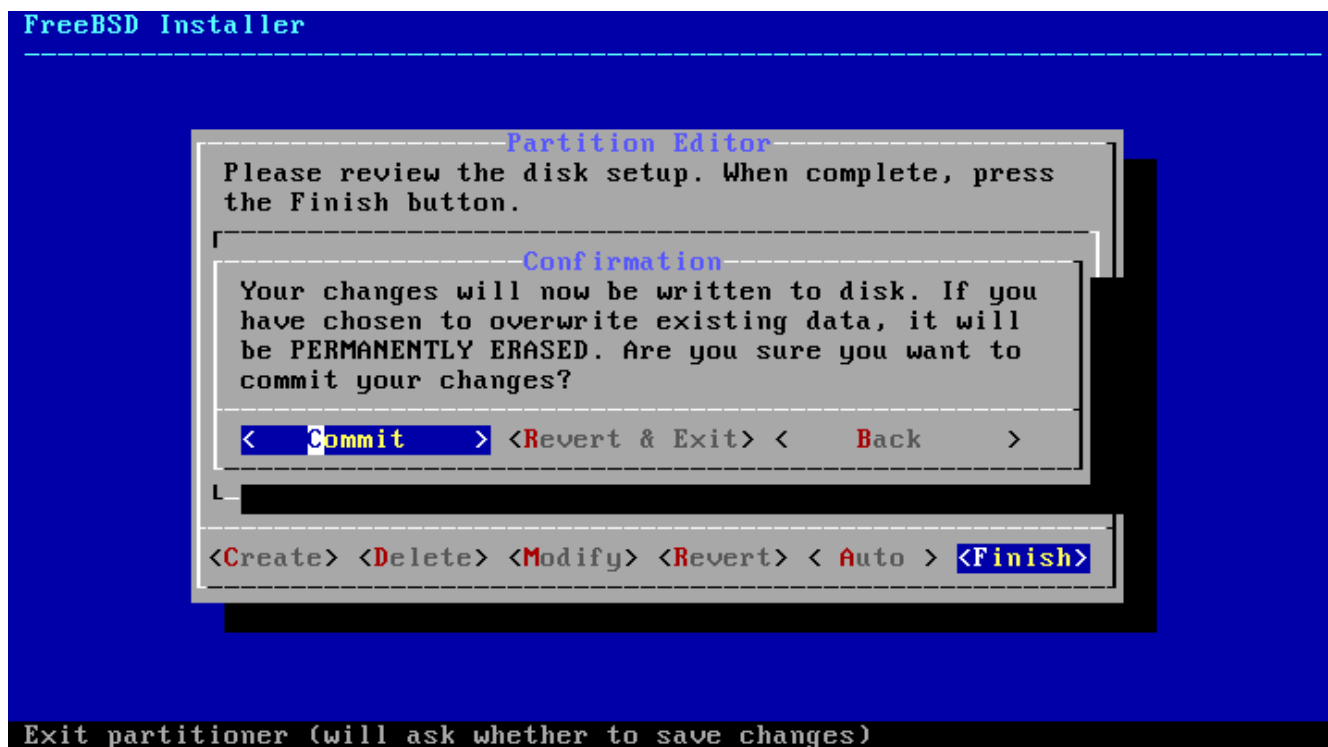 FreeBSD Installer
Partition Editor
Please review the disk setup. When complete, press
the Finish button.
Confirmation
Your changes will now be written to disk. If you
have chosen to overwrite existing data, it will
be PERMANENTLY ERASED. Are you sure you want to
commit your changes?
< Commit > <Revert & Exit> < Back >
<Create> <Delete> <Modify> <Revert> < Auto > <Finish>
Exit partitioner (will ask whether to save changes)